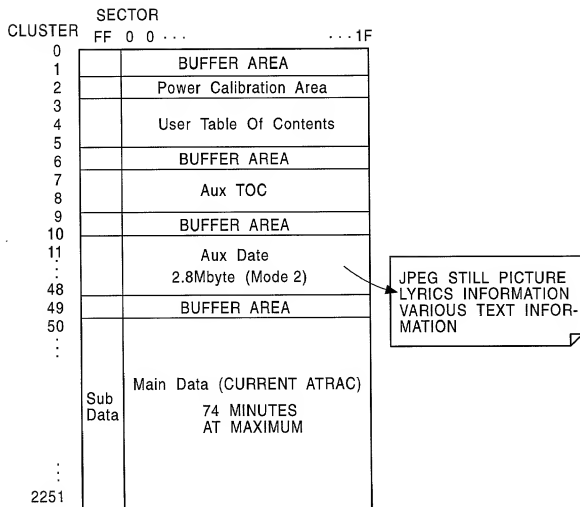 SECTOR
CLUSTER FF 0 0 ··· ···1F
0
1 BUFFER AREA
2 Power Calibration Area
3
4 User Table Of Contents
5
6 BUFFER AREA
7
8 Aux TOC
9
10 BUFFER AREA
11 Aux Date
48 2.8Mbyte (Mode 2)
49 BUFFER AREA
50
JPEG STILL PICTURE
LYRICS INFORMATION
VARIOUS TEXT INFOR-
MATION
Sub
Data
Main Data (CURRENT ATRAC)
74 MINUTES
AT MAXIMUM
2251